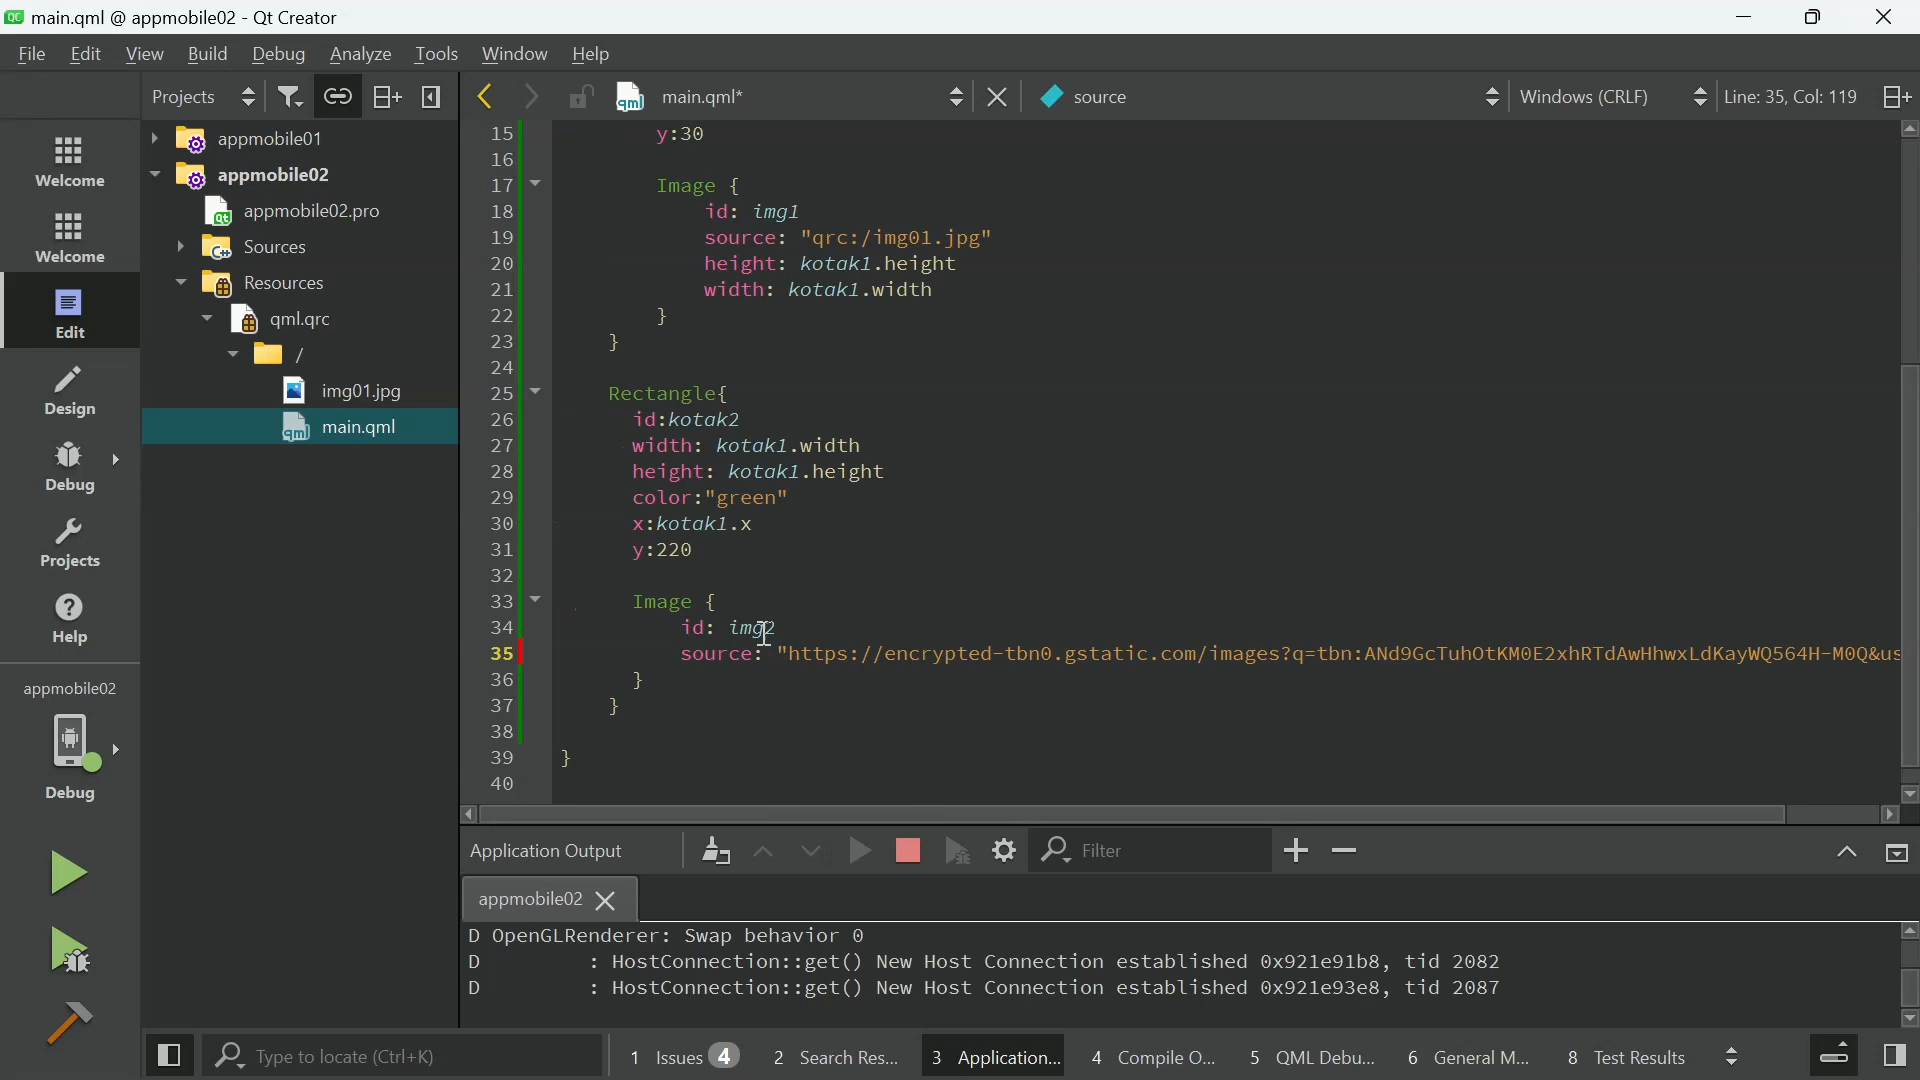 main.qml @ appmobile02 - Qt Creator
File Edit View Build Debug Analyze Tools Window Help
Projects
main.qml*
source
Windows (CRLF)
Line: 35, Col: 119
Welcome
Welcome
Edit
Design
Debug
Projects
Help
appmobile02
Debug
appmobile01
appmobile02
appmobile02.pro
Sources
Resources
qml.qrc
/
img01.jpg
main.qml
15 y:30
16
17 Image {
18 id: img1
19 source: "qrc:/img01.jpg"
20 height: kotak1.height
21 width: kotak1.width
22 }
23 }
24
25 Rectangle{
26 id:kotak2
27 width: kotak1.width
28 height: kotak1.height
29 color:"green"
30 x:kotak1.x
31 y:220
32
33 Image {
34 id: img2
35 source: "https://encrypted-tbn0.gstatic.com/images?q=tbn:ANd9GcTuhOtKM0E2xhRTdAwHhwxLdKayWQ564H-M0Q&us
36 }
37 }
38
39 }
40
Application Output
Filter
appmobile02
D OpenGLRenderer: Swap behavior 0
D : HostConnection::get() New Host Connection established 0x921e91b8, tid 2082
D : HostConnection::get() New Host Connection established 0x921e93e8, tid 2087
Type to locate (Ctrl+K)
1 Issues 4
2 Search Res...
3 Application...
4 Compile O...
5 QML Debu...
6 General M...
8 Test Results